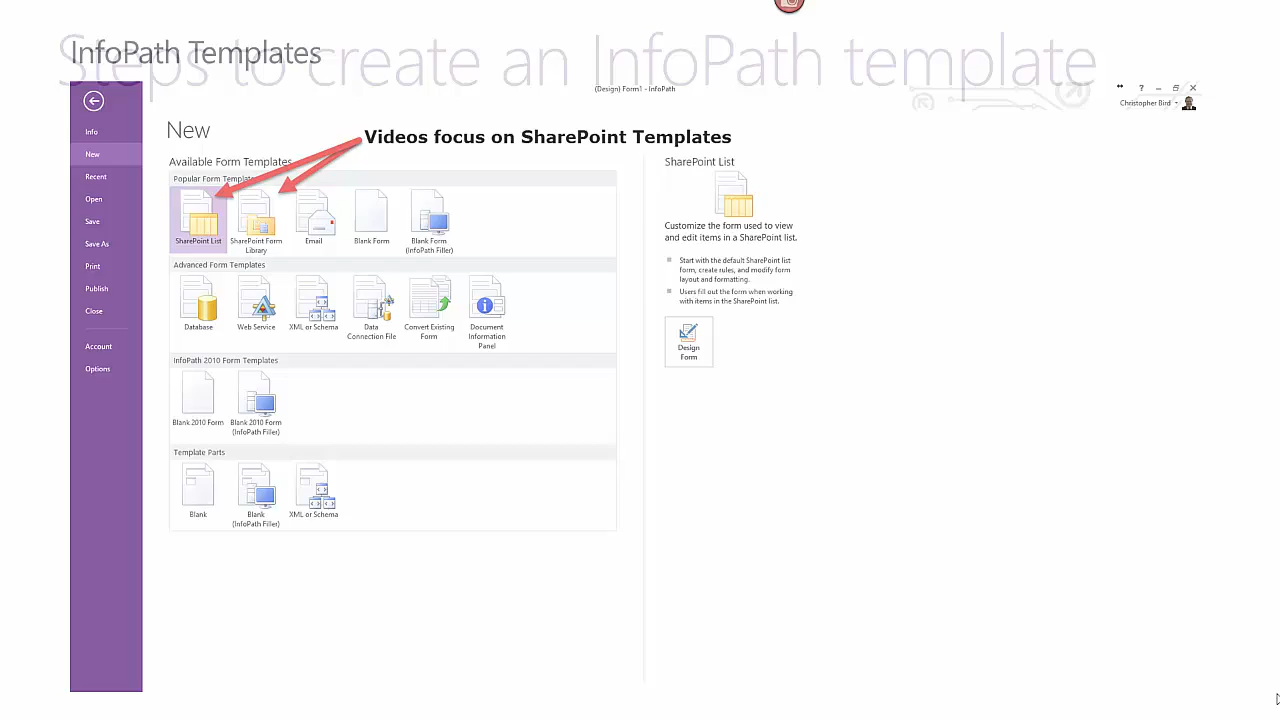 Steps to create an InfoPath template
InfoPath Templates
(Design) Form1 - InfoPath
?
Christopher Bird
Info
New
Recent
Open
Save
Save As
Print
Publish
Close
Account
Options
New
Videos focus on SharePoint Templates
Available Form Templates
Popular Form Templates
SharePoint List
SharePoint Form
Library
Email
Blank Form
Blank Form
(InfoPath Filler)
Advanced Form Templates
Database
Web Service
XML or Schema
Data
Connection File
Convert Existing
Form
Document
Information
Panel
InfoPath 2010 Form Templates
Blank 2010 Form
Blank 2010 Form
(InfoPath Filler)
Template Parts
Blank
Blank
(InfoPath Filler)
XML or Schema
SharePoint List
Customize the form used to view
and edit items in a SharePoint list.
Start with the default SharePoint list
form, create rules, and modify form
layout and formatting.
Users fill out the form when working
with items in the SharePoint list.
Design
Form